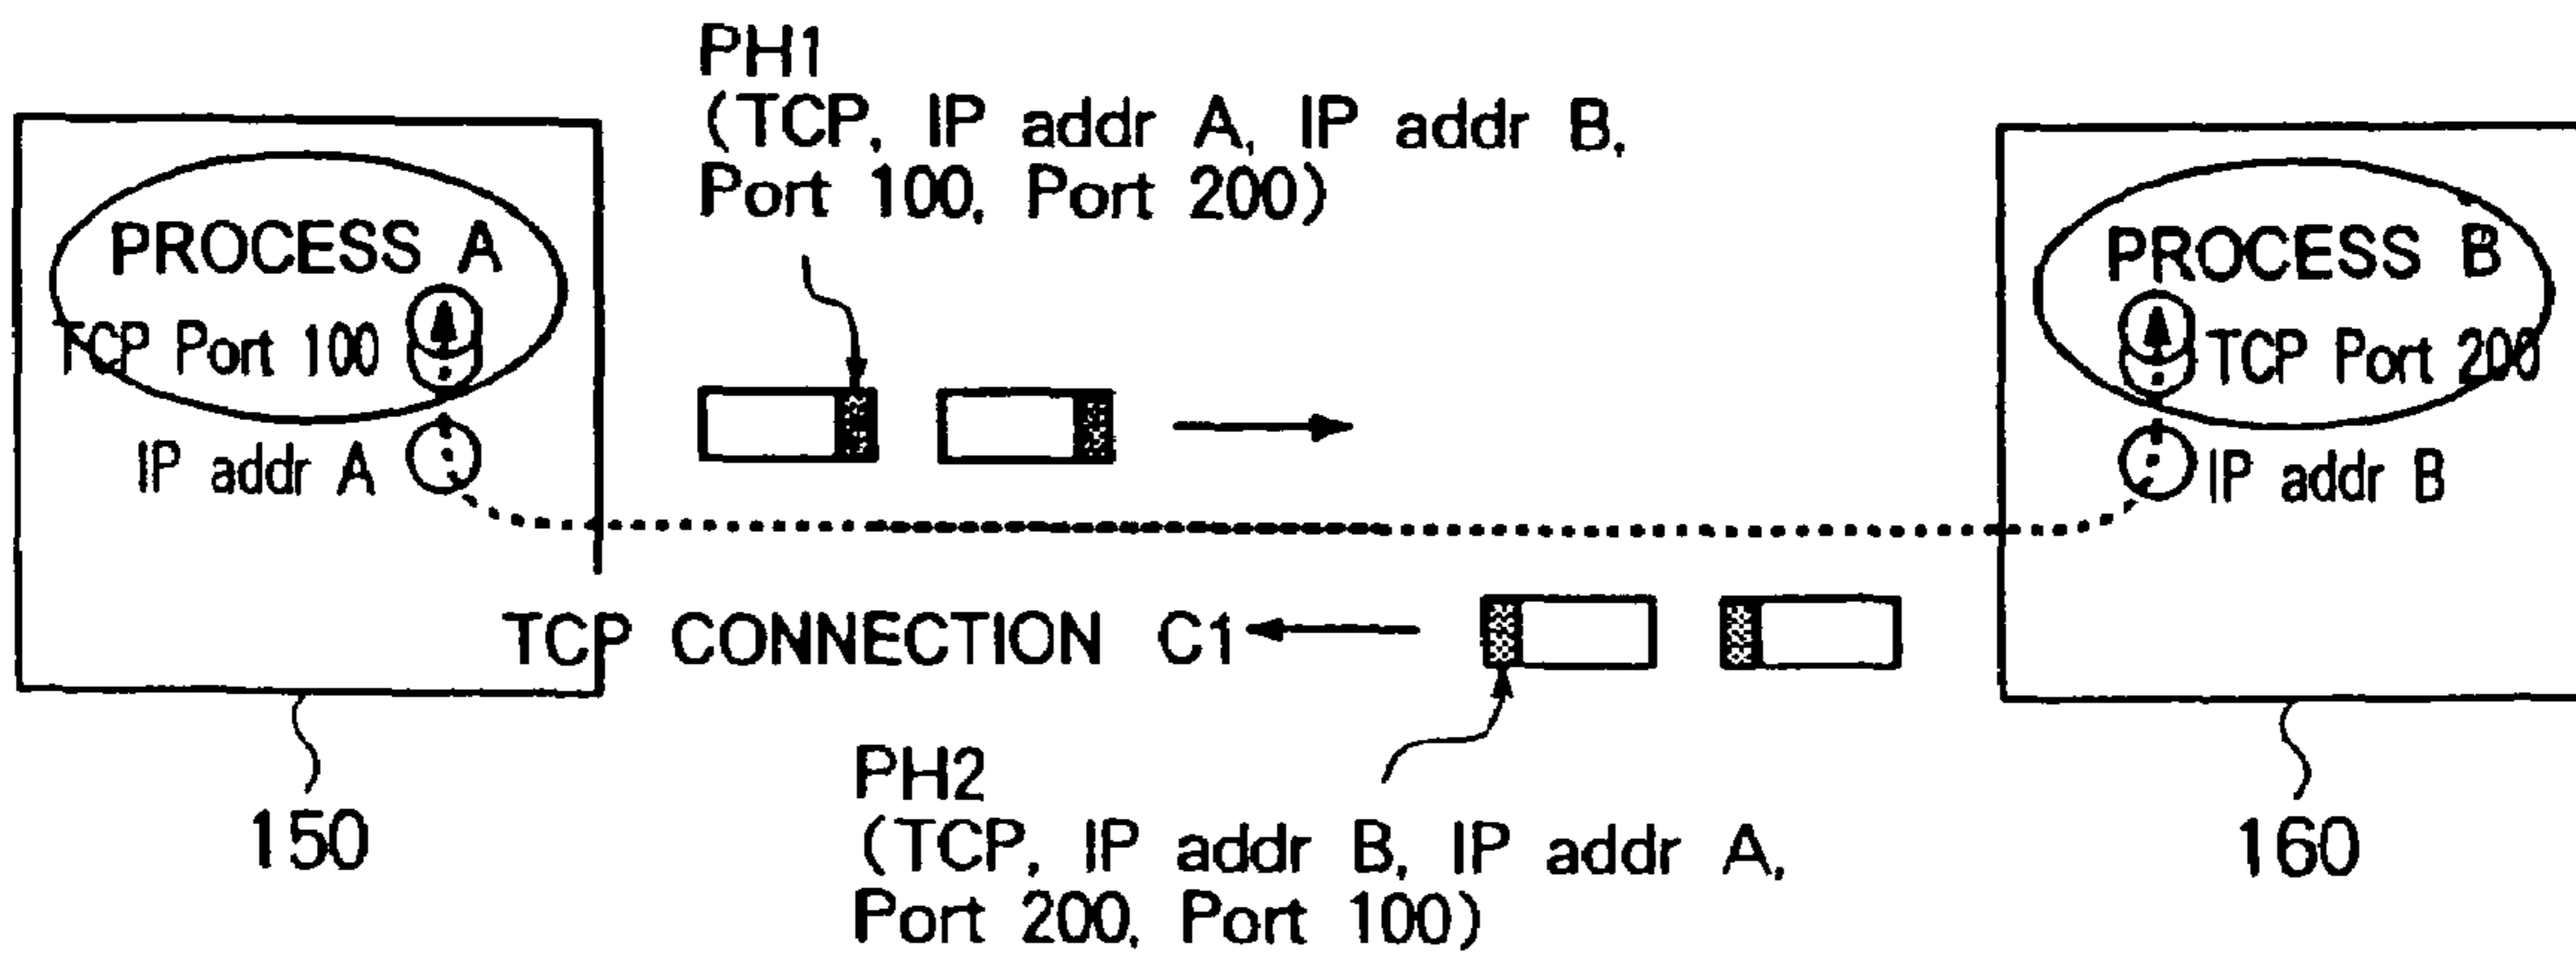 PH1
(TCP, IP addr A, IP addr B,
Port 100, Port 200)
PROCESS A
TCP Port 100
IP addr A
PROCESS B
TCP Port 200
IP addr B
TCP CONNECTION C1
PH2
(TCP, IP addr B, IP addr A,
Port 200, Port 100)
150
160